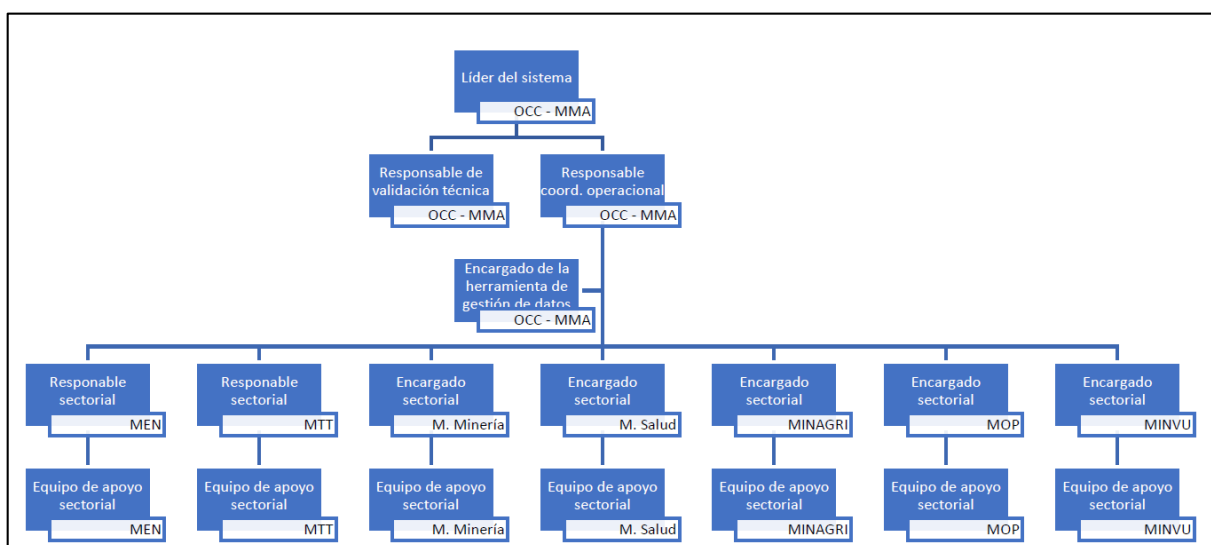 Líder del sistema
OCC - MMA
Responsable de
validación técnica
OCC - MMA
Responsable
coord. operacional
OCC - MMA
Encargado de la
herramienta de
gestión de datos
OCC - MMA
Responable
sectorial
MEN
Responable
sectorial
MTT
Encargado
sectorial
M. Minería
Encargado
sectorial
M. Salud
Encargado
sectorial
MINAGRI
Encargado
sectorial
MOP
Encargado
sectorial
MINVU
Equipo de apoyo
sectorial
MEN
Equipo de apoyo
sectorial
MTT
Equipo de apoyo
sectorial
M. Minería
Equipo de apoyo
sectorial
M. Salud
Equipo de apoyo
sectorial
MINAGRI
Equipo de apoyo
sectorial
MOP
Equipo de apoyo
sectorial
MINVU